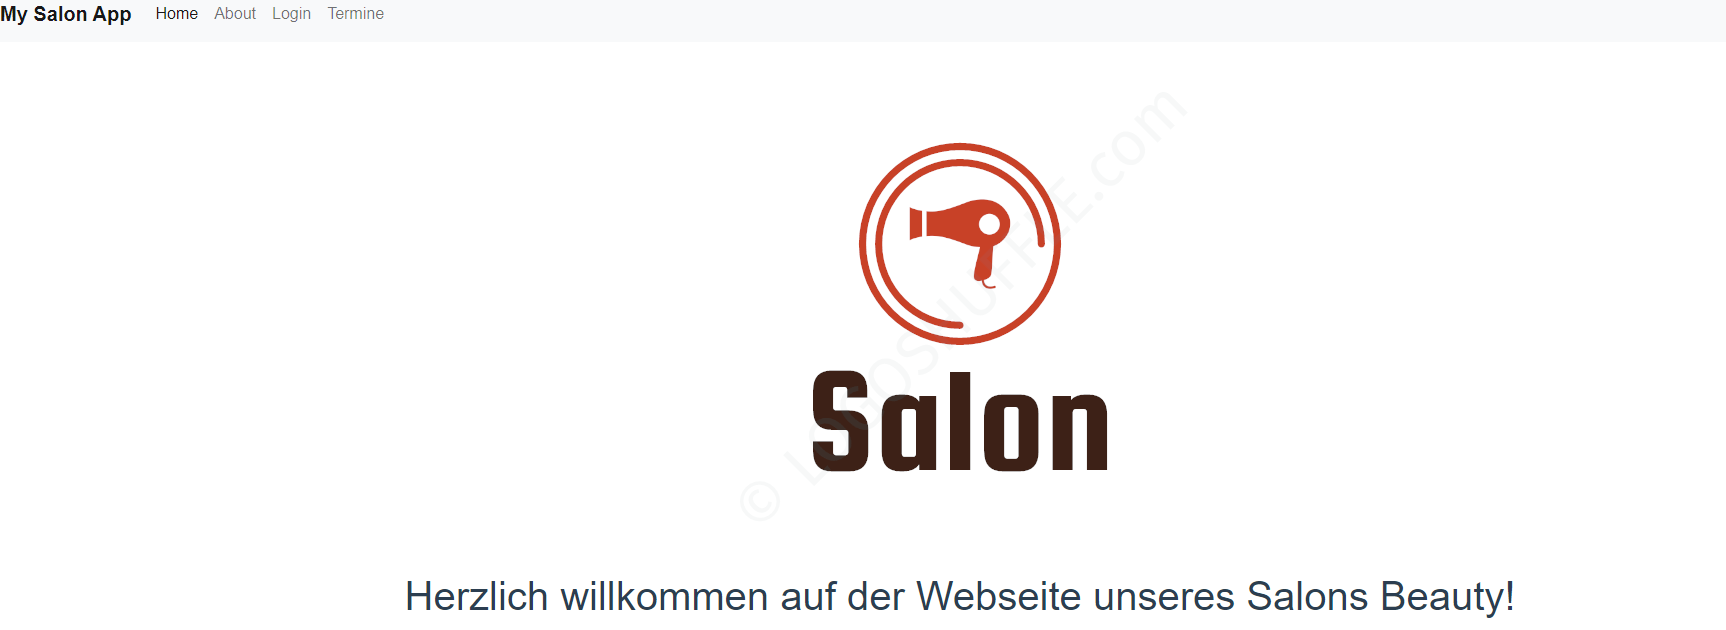 My Salon App Home About Login Termine
Salon
Herzlich willkommen auf der Webseite unseres Salons Beauty!